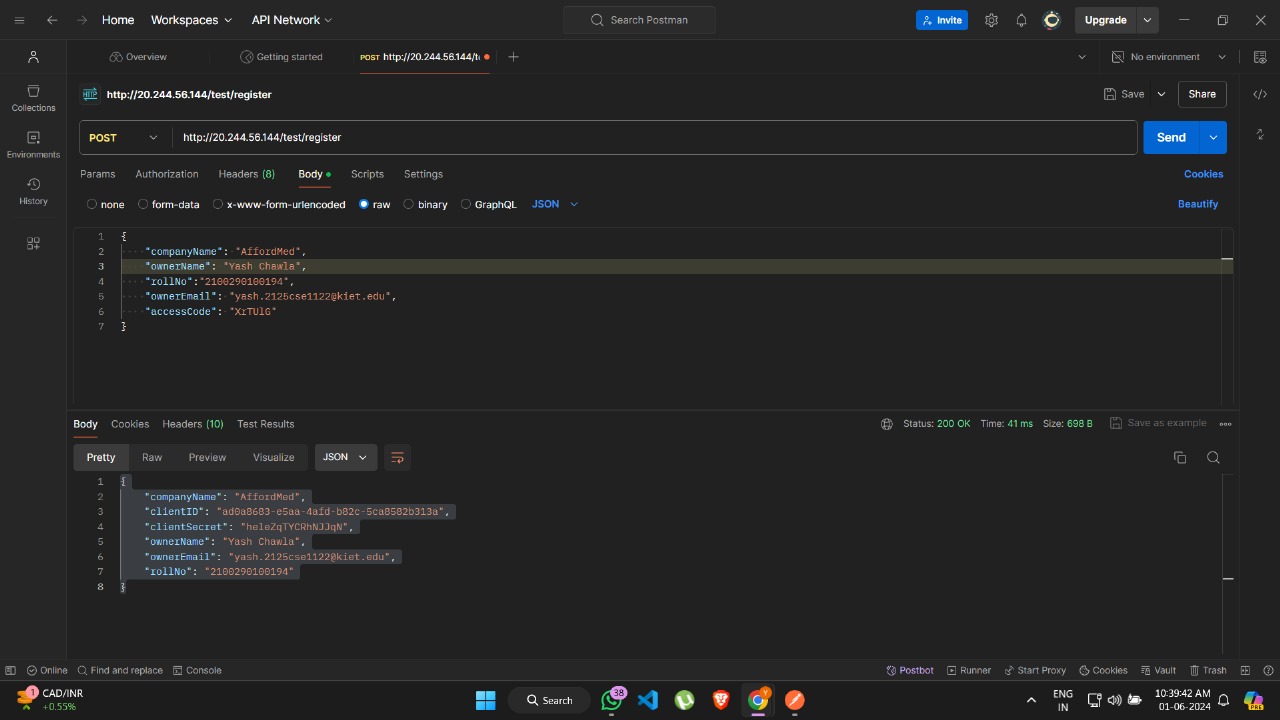 Home Workspaces API Network Search Postman Invite Upgrade
Overview Getting started POST http://20.244.56.144/t No environment
HTTP http://20.244.56.144/test/register Save Share
Collections
POST http://20.244.56.144/test/register Send
Environments
Params Authorization Headers (8) Body Scripts Settings Cookies
History
none form-data x-www-form-urlencoded raw binary GraphQL JSON Beautify
1 {
2 "companyName": "AffordMed",
3 "ownerName": "Yash Chawla",
4 "rollNo":"2100290100194",
5 "ownerEmail": "yash.2125cse1122@kiet.edu",
6 "accessCode": "XrTUlG"
7 }
Body Cookies Headers (10) Test Results Status: 200 OK Time: 41 ms Size: 698 B Save as example
Pretty Raw Preview Visualize JSON
1 {
2 "companyName": "AffordMed",
3 "clientID": "ad0a8683-e5aa-4afd-b82c-5ca8582b313a",
4 "clientSecret": "heleZqTYCRhNJJqN",
5 "ownerName": "Yash Chawla",
6 "ownerEmail": "yash.2125cse1122@kiet.edu",
7 "rollNo": "2100290100194"
8 }
Online Find and replace Console Postbot Runner Start Proxy Cookies Vault Trash
1 CAD/INR
+0.55%
Search
38
Y
ENG
IN
10:39:42 AM
01-06-2024
PRE